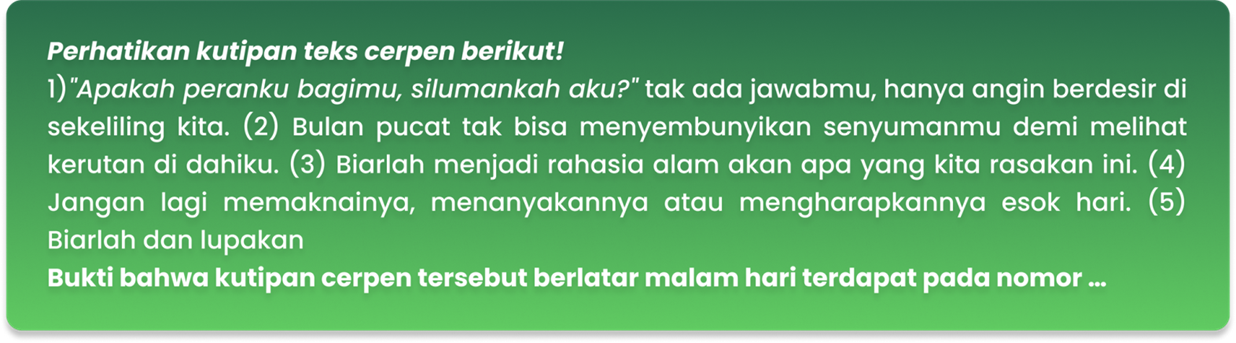 Perhatikan kutipan teks cerpen berikut!
1)"Apakah peranku bagimu, silumankah aku?" tak ada jawabmu, hanya angin berdesir di
sekeliling kita. (2) Bulan pucat tak bisa menyembunyikan senyumanmu demi melihat
kerutan di dahiku. (3) Biarlah menjadi rahasia alam akan apa yang kita rasakan ini. (4)
Jangan lagi memaknainya, menanyakannya atau mengharapkannya esok hari. (5)
Biarlah dan lupakan
Bukti bahwa kutipan cerpen tersebut berlatar malam hari terdapat pada nomor ...